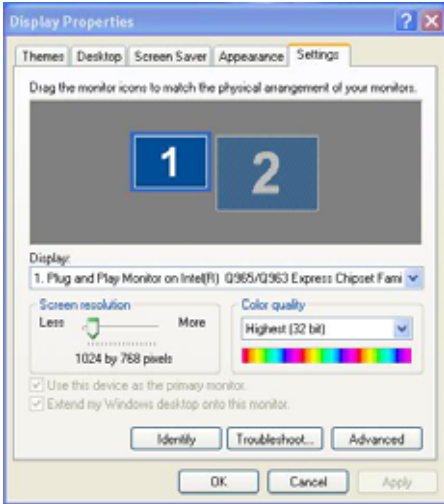 Display Properties
Themes Desktop Screen Saver Appearance Settings
Drag the monitor icons to match the physical arrangement of your monitors.
1 2
Display:
1. Plug and Play Monitor on Intel(R) Q965/Q963 Express Chipset Fami
Screen resolution
Less More
1024 by 768 pixels
Color quality
Highest (32 bit)
Use this device as the primary monitor.
Extend my Windows desktop onto this monitor.
Identify Troubleshoot... Advanced
OK Cancel Apply